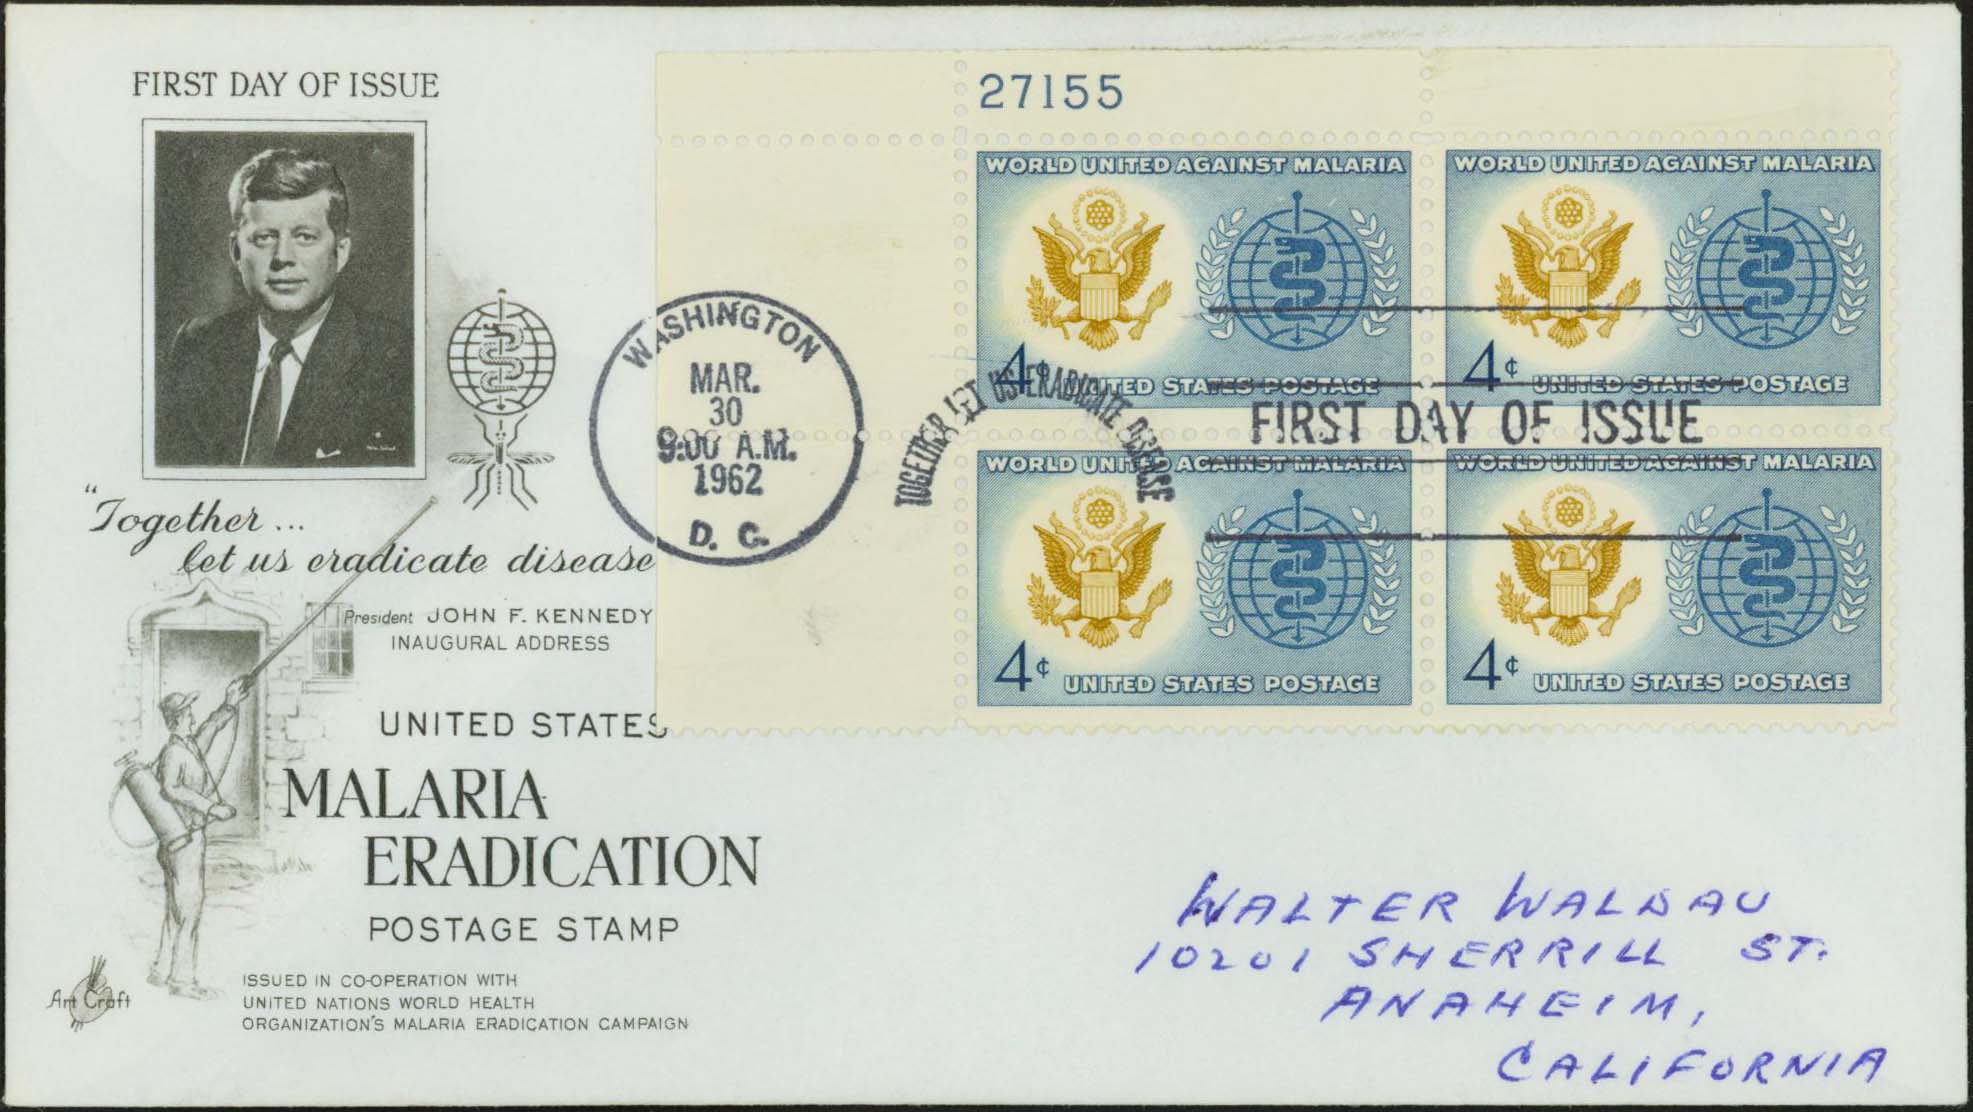 FIRST DAY OF ISSUE
"Together ...
let us eradicate disease
President JOHN F. KENNEDY
INAUGURAL ADDRESS
UNITED STATES
MALARIA
ERADICATION
POSTAGE STAMP
ISSUED IN CO-OPERATION WITH
UNITED NATIONS WORLD HEALTH
ORGANIZATION'S MALARIA ERADICATION CAMPAIGN
Art Craft
WASHINGTON
MAR.
30
9:00 A.M.
1962
D. C.
TOGETHER LET US ERADICATE DISEASE
FIRST DAY OF ISSUE
27155
WORLD UNITED AGAINST MALARIA
4¢ UNITED STATES POSTAGE
WORLD UNITED AGAINST MALARIA
4¢ UNITED STATES POSTAGE
WORLD UNITED AGAINST MALARIA
4¢ UNITED STATES POSTAGE
WORLD UNITED AGAINST MALARIA
4¢ UNITED STATES POSTAGE
WALTER WALDAU
10201 SHERRILL ST.
ANAHEIM,
CALIFORNIA